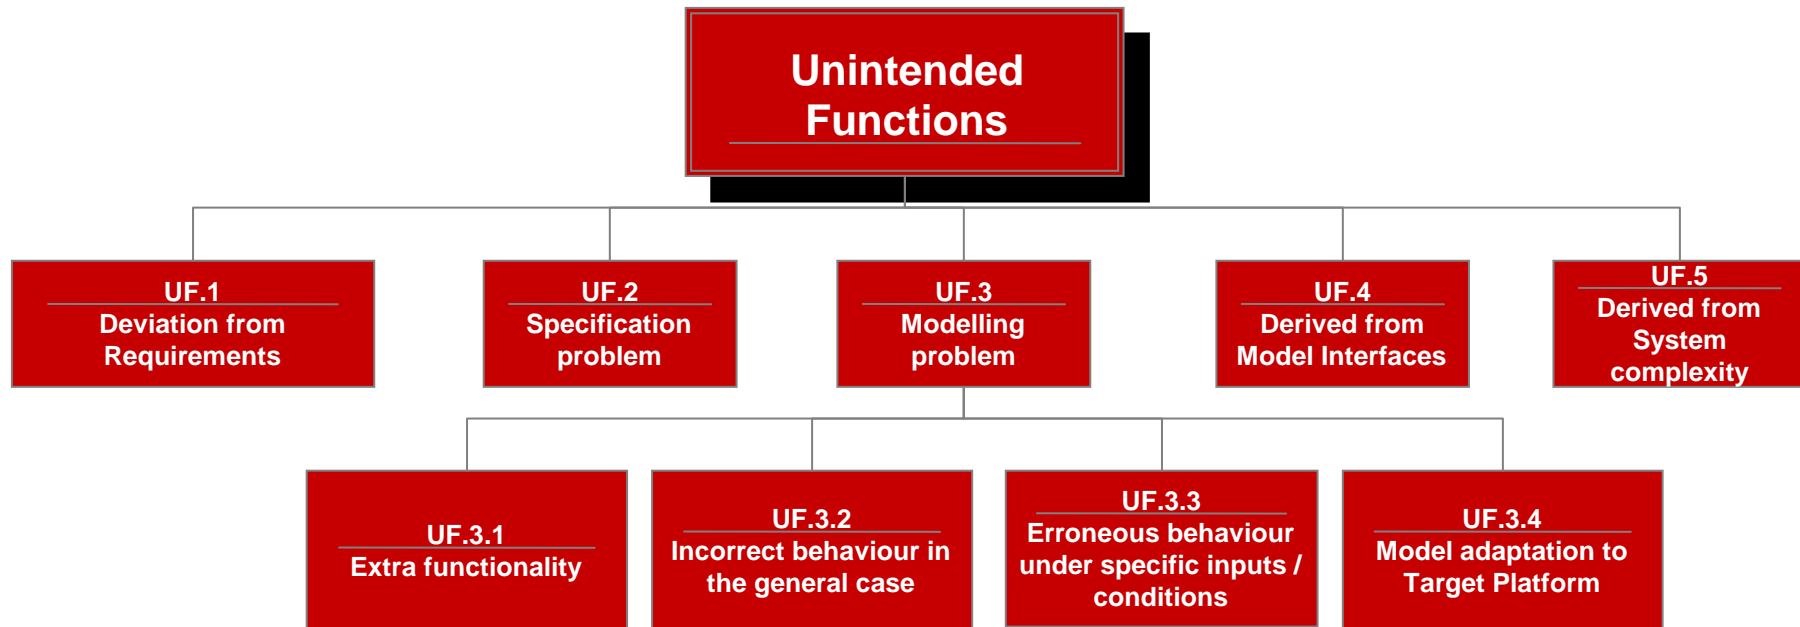 Unintended
Functions
UF.1
Deviation from
Requirements
UF.2
Specification
problem
UF.3
Modelling
problem
UF.4
Derived from
Model Interfaces
UF.5
Derived from
System
complexity
UF.3.1
Extra functionality
UF.3.2
Incorrect behaviour in
the general case
UF.3.3
Erroneous behaviour
under specific inputs /
conditions
UF.3.4
Model adaptation to
Target Platform